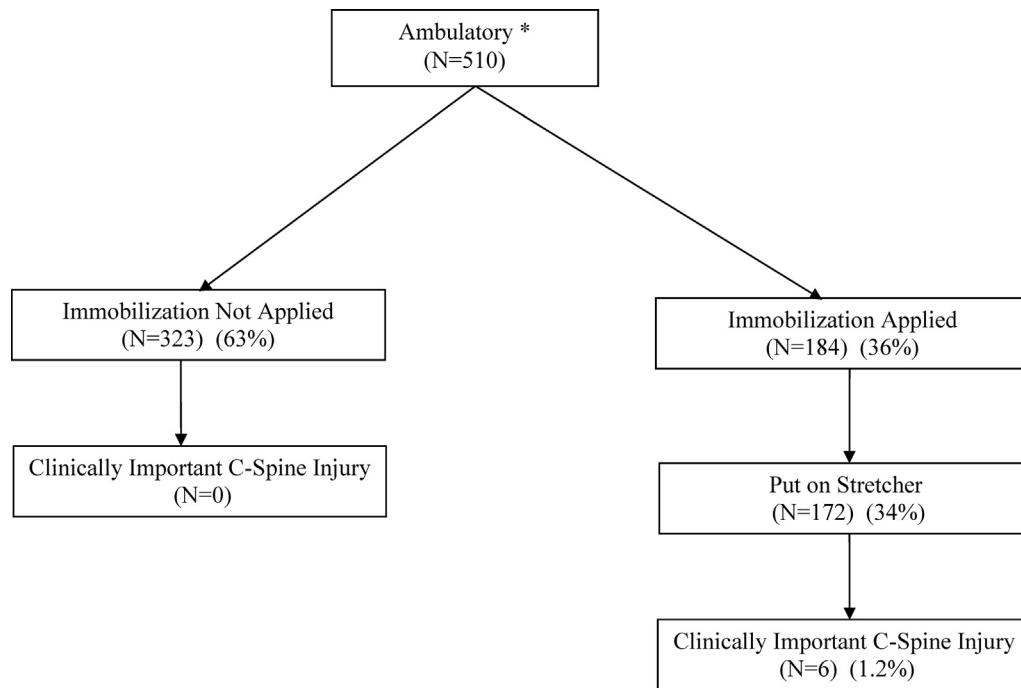 Ambulatory *
(N=510)
Immobilization Not Applied
(N=323) (63%)
Clinically Important C-Spine Injury
(N=0)
Immobilization Applied
(N=184) (36%)
Put on Stretcher
(N=172) (34%)
Clinically Important C-Spine Injury
(N=6) (1.2%)